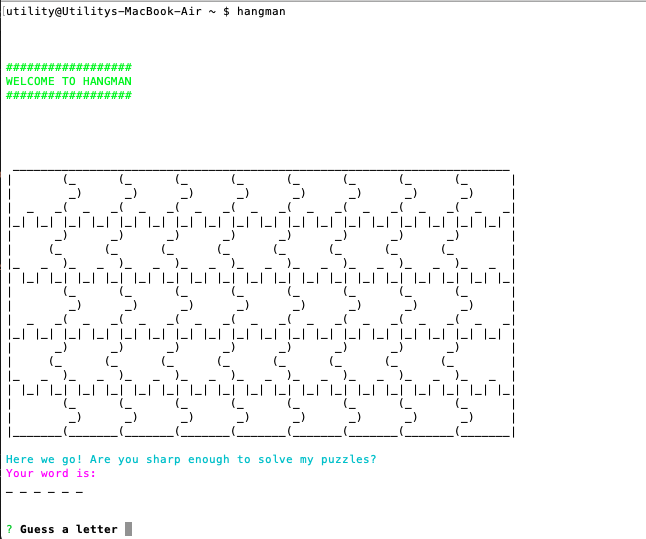 utility@Utilitys-MacBook-Air ~ $ hangman
##################
WELCOME TO HANGMAN
##################
Here we go! Are you sharp enough to solve my puzzles?
Your word is:
_ _ _ _ _ _
? Guess a letter